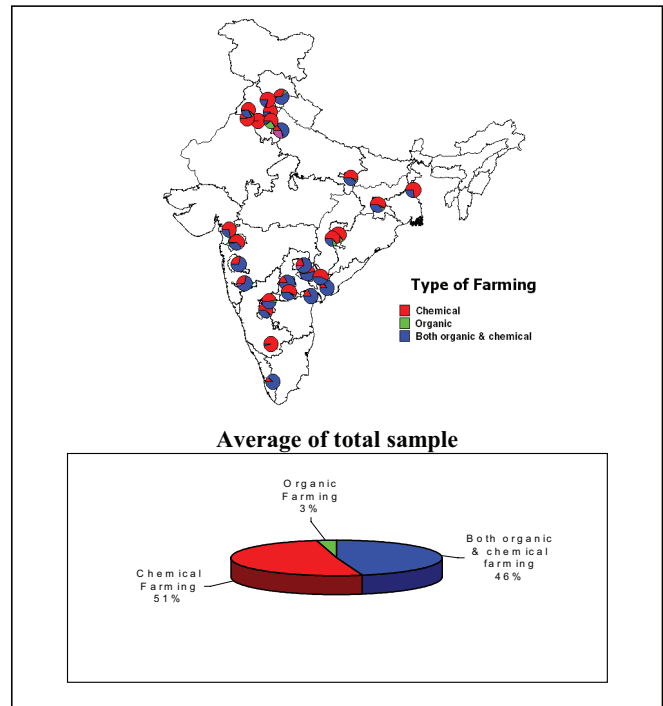 Type of Farming
Chemical
Organic
Both organic & chemical
Average of total sample
Organic
Farming
3%
Both organic
& chemical
farming
46%
Chemical
Farming
51%